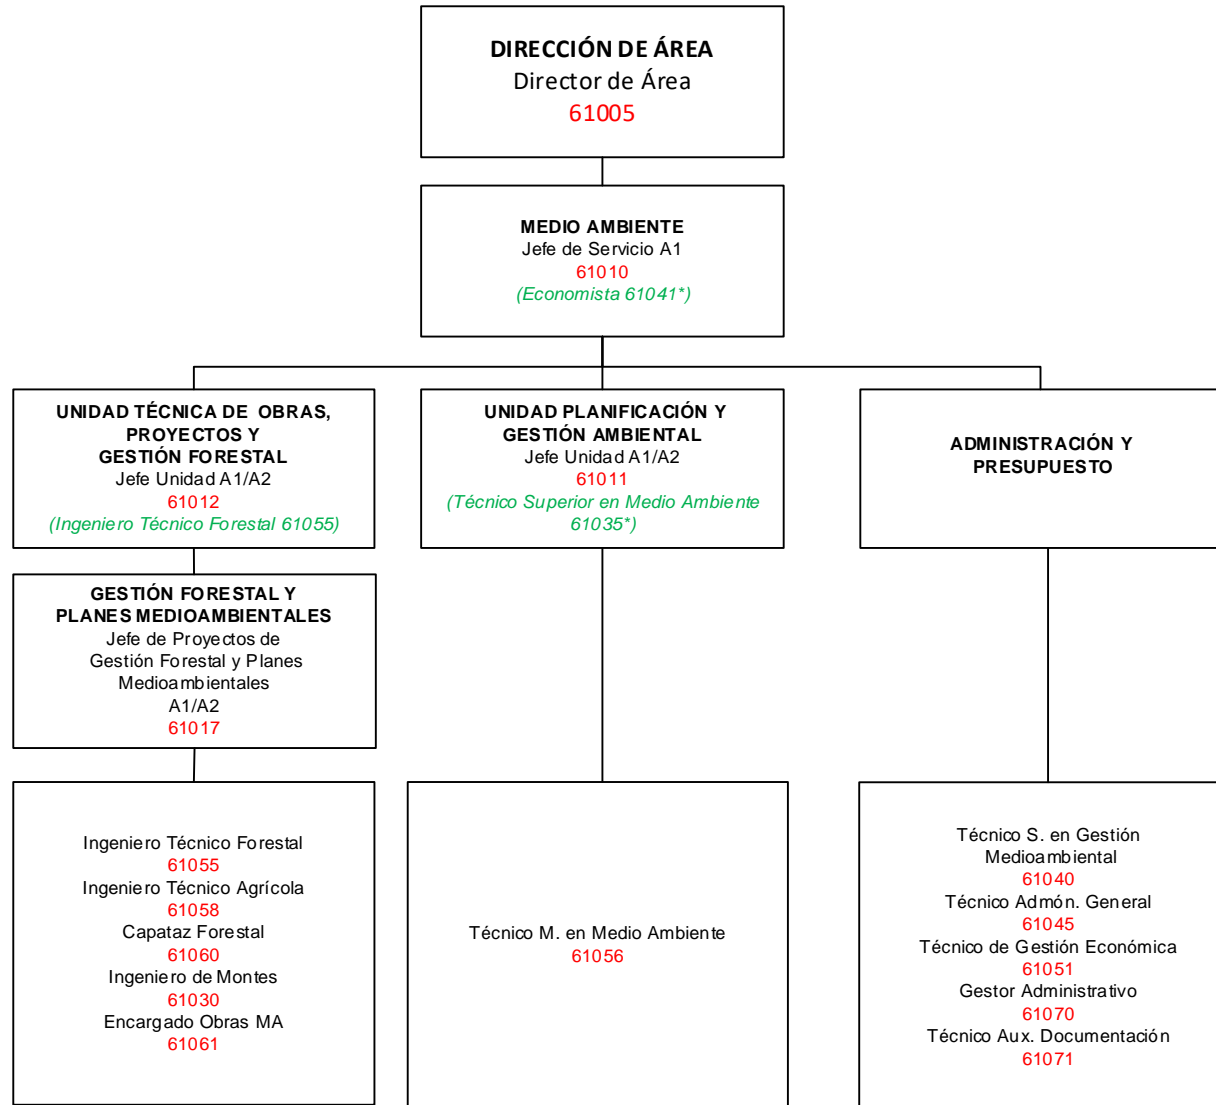 DIRECCIÓN DE ÁREA
Director de Área
61005
MEDIO AMBIENTE
Jefe de Servicio A1
61010
(Economista 61041*)
UNIDAD TÉCNICA DE OBRAS,
PROYECTOS Y
GESTIÓN FORESTAL
Jefe Unidad A1/A2
61012
(Ingeniero Técnico Forestal 61055)
UNIDAD PLANIFICACIÓN Y
GESTIÓN AMBIENTAL
Jefe Unidad A1/A2
61011
(Técnico Superior en Medio Ambiente
61035*)
ADMINISTRACIÓN Y
PRESUPUESTO
GESTIÓN FORESTAL Y
PLANES MEDIOAMBIENTALES
Jefe de Proyectos de
Gestión Forestal y Planes
Medioambientales
A1/A2
61017
Ingeniero Técnico Forestal
61055
Ingeniero Técnico Agrícola
61058
Capataz Forestal
61060
Ingeniero de Montes
61030
Encargado Obras MA
61061
Técnico M. en Medio Ambiente
61056
Técnico S. en Gestión
Medioambiental
61040
Técnico Admón. General
61045
Técnico de Gestión Económica
61051
Gestor Administrativo
61070
Técnico Aux. Documentación
61071